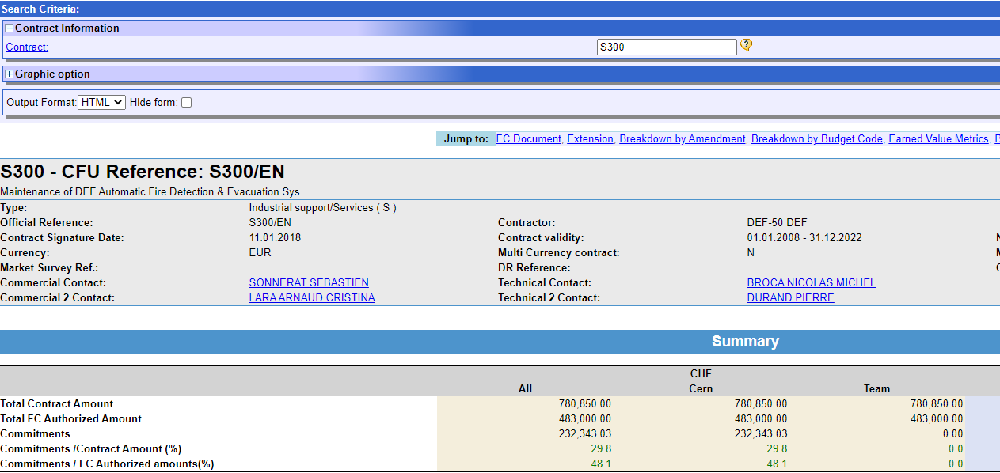 Search Criteria:
Contract Information
Contract: S300
Graphic option
Output Format: HTML Hide form:
Jump to: FC Document, Extension, Breakdown by Amendment, Breakdown by Budget Code, Earned Value Metrics,
S300 - CFU Reference: S300/EN
Maintenance of DEF Automatic Fire Detection & Evacuation Sys
Type: Industrial support/Services ( S )
Official Reference: S300/EN Contractor: DEF-50 DEF
Contract Signature Date: 11.01.2018 Contract validity: 01.01.2008 - 31.12.2022
Currency: EUR Multi Currency contract: N
Market Survey Ref.: DR Reference:
Commercial Contact: SONNERAT SEBASTIEN Technical Contact: BROCA NICOLAS MICHEL
Commercial 2 Contact: LARA ARNAUD CRISTINA Technical 2 Contact: DURAND PIERRE
Summary
CHF
All Cern Team
Total Contract Amount 780,850.00 780,850.00 780,850.00
Total FC Authorized Amount 483,000.00 483,000.00 483,000.00
Commitments 232,343.03 232,343.03 0.00
Commitments /Contract Amount (%) 29.8 29.8 0.0
Commitments / FC Authorized amounts(%) 48.1 48.1 0.0